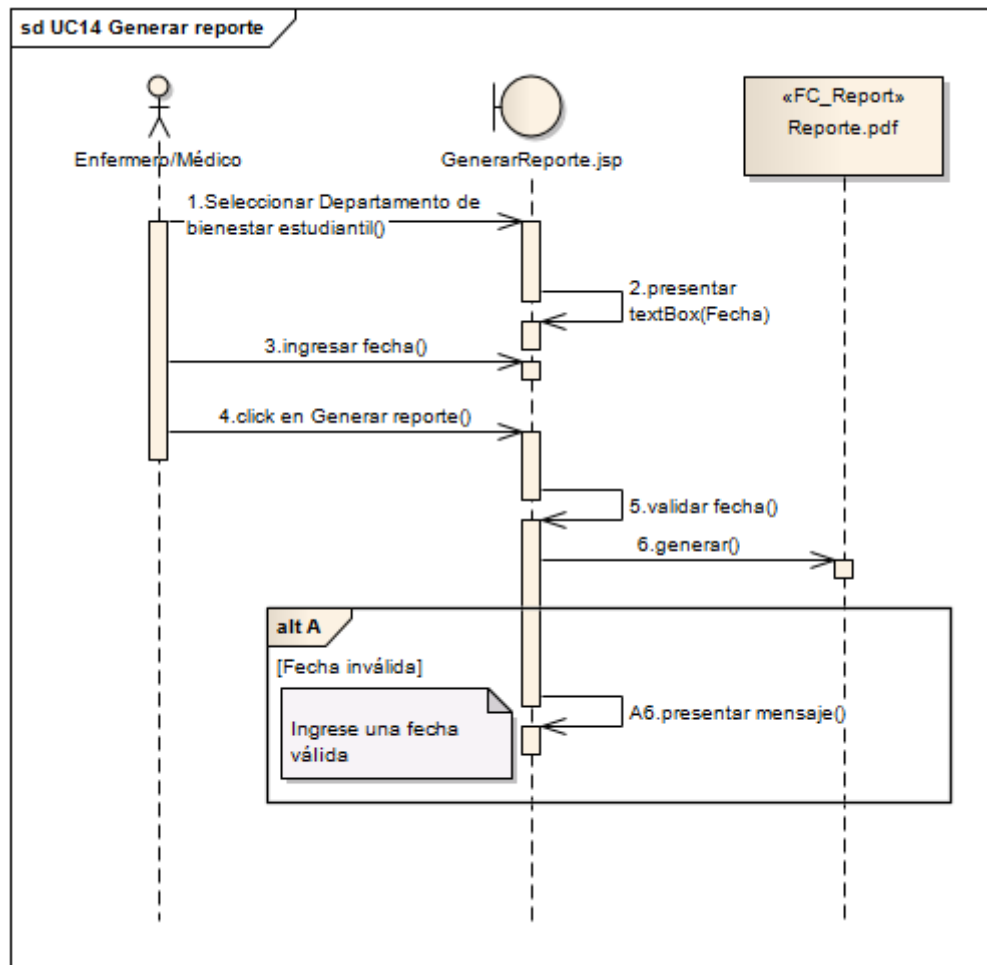 sd UC14 Generar reporte
Enfermero/Médico
GenerarReporte.jsp
«FC_Report»
Reporte.pdf
1.Seleccionar Departamento de
bienestar estudiantil()
2.presentar
textBox(Fecha)
3.ingresar fecha()
4.click en Generar reporte()
5.validar fecha()
6.generar()
alt A
[Fecha inválida]
Ingrese una fecha
válida
A6.presentar mensaje()